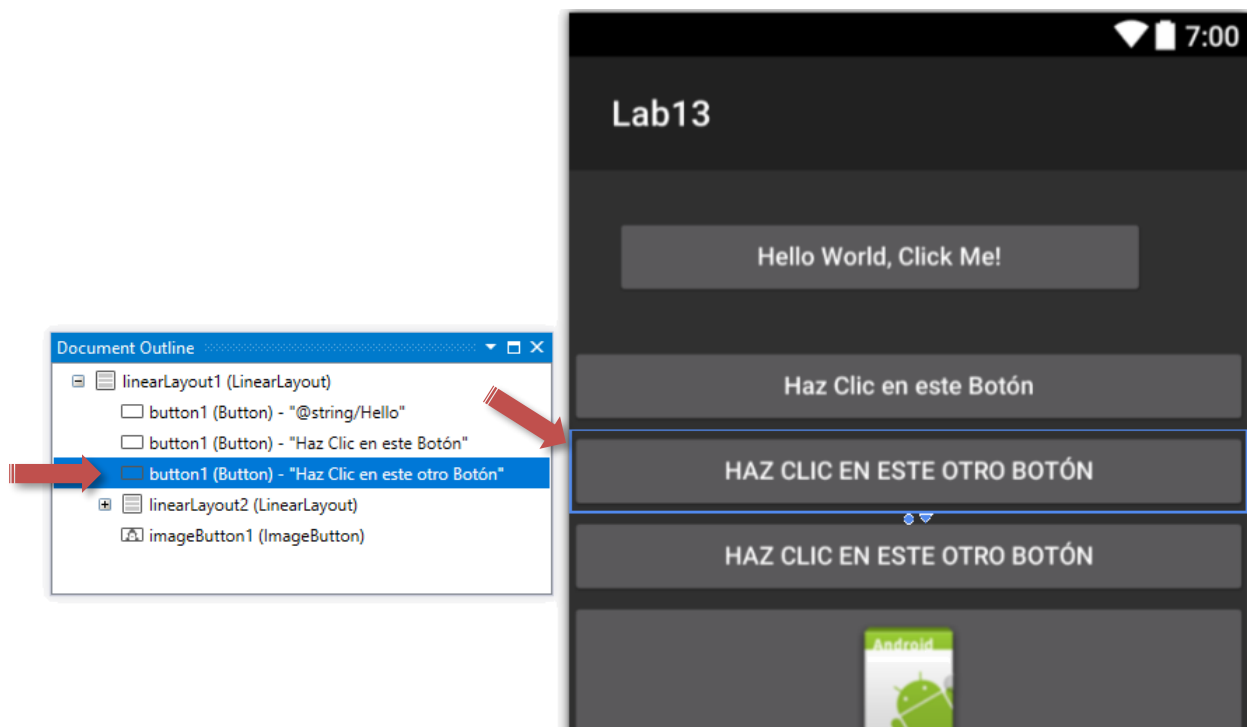 Document Outline
linearLayout1 (LinearLayout)
button1 (Button) - "@string/Hello"
button1 (Button) - "Haz Clic en este Botón"
button1 (Button) - "Haz Clic en este otro Botón"
linearLayout2 (LinearLayout)
imageButton1 (ImageButton)
7:00
Lab13
Hello World, Click Me!
Haz Clic en este Botón
HAZ CLIC EN ESTE OTRO BOTÓN
HAZ CLIC EN ESTE OTRO BOTÓN
Android